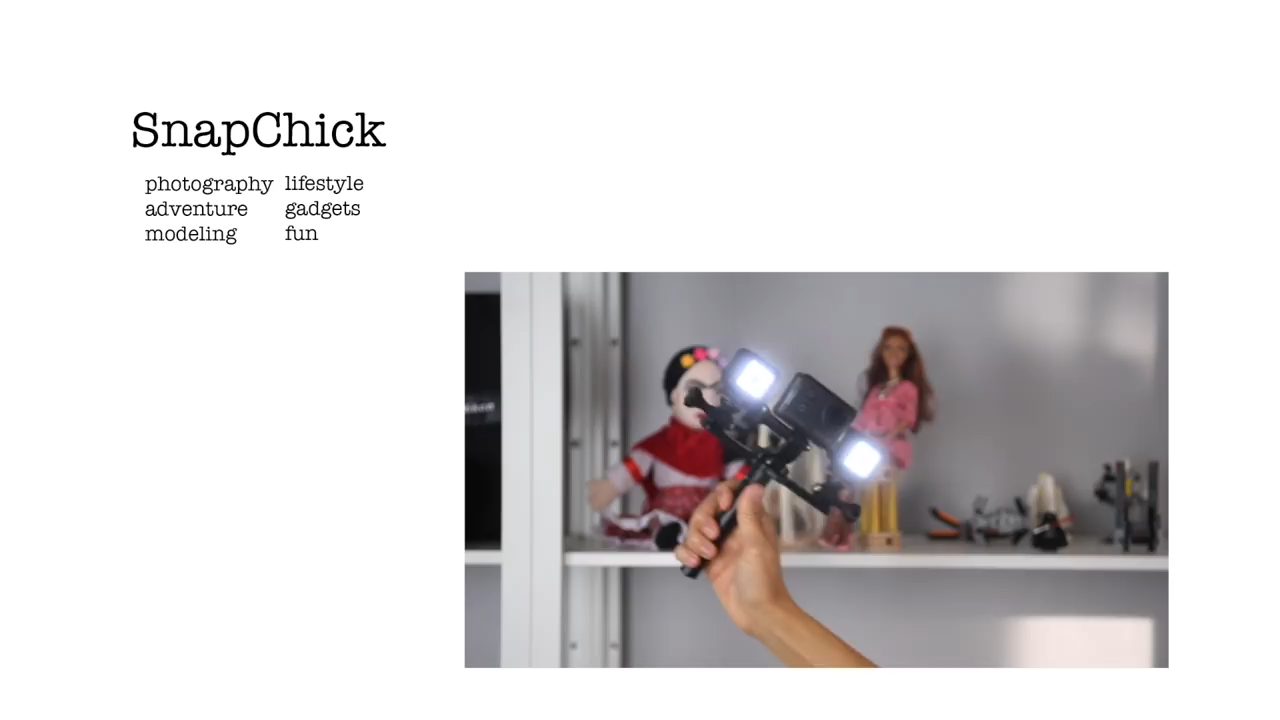 SnapChick
photography lifestyle
adventure gadgets
modeling fun